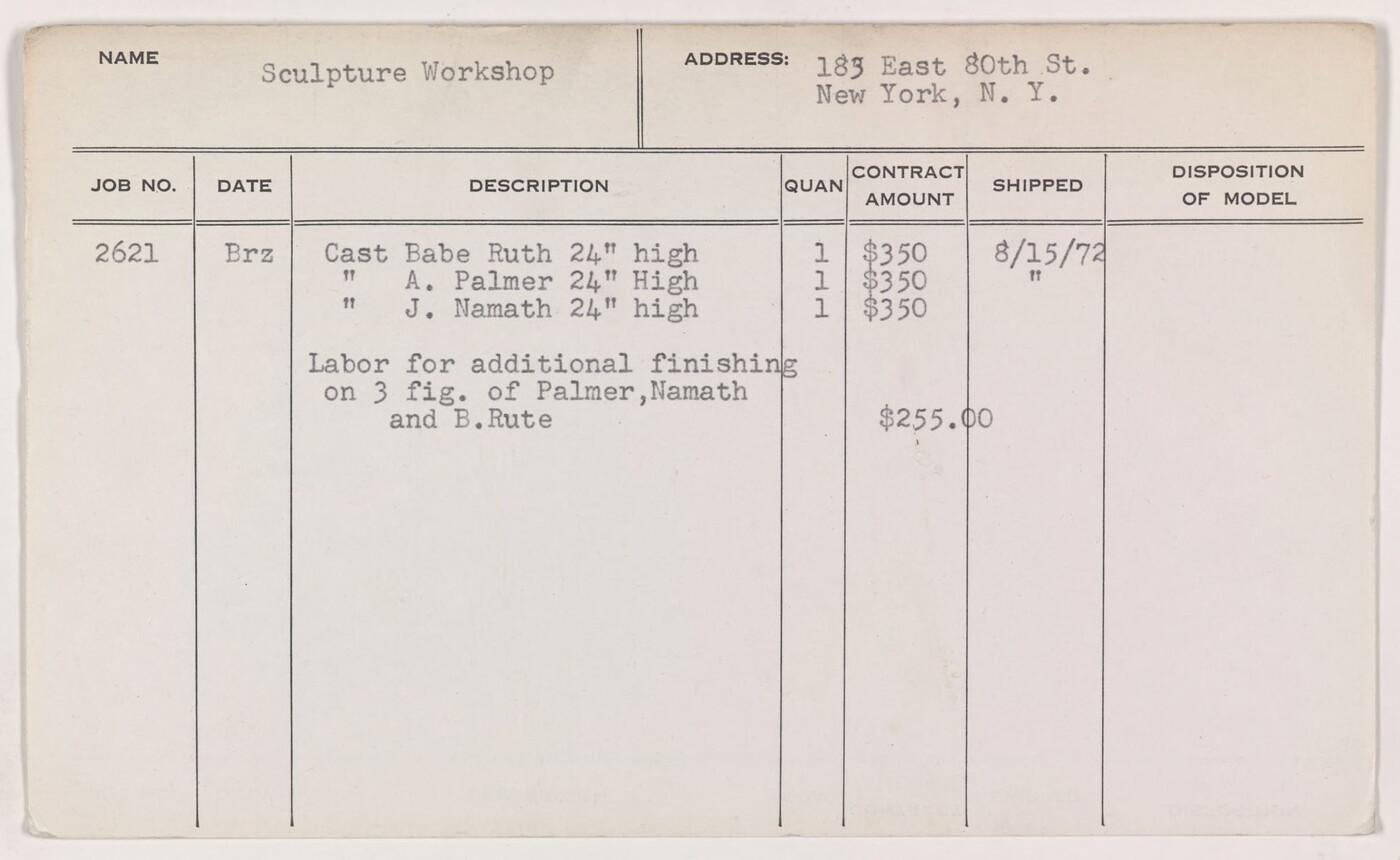 NAME Sculpture Workshop ADDRESS: 183 East 80th St.
New York, N. Y.
JOB NO. DATE DESCRIPTION QUAN CONTRACT AMOUNT SHIPPED DISPOSITION OF MODEL
2621 Brz Cast Babe Ruth 24" high 1 $350 8/15/72
" A. Palmer 24" High 1 $350 "
" J. Namath 24" high 1 $350
Labor for additional finishing
on 3 fig. of Palmer,Namath
and B.Rute $255.00